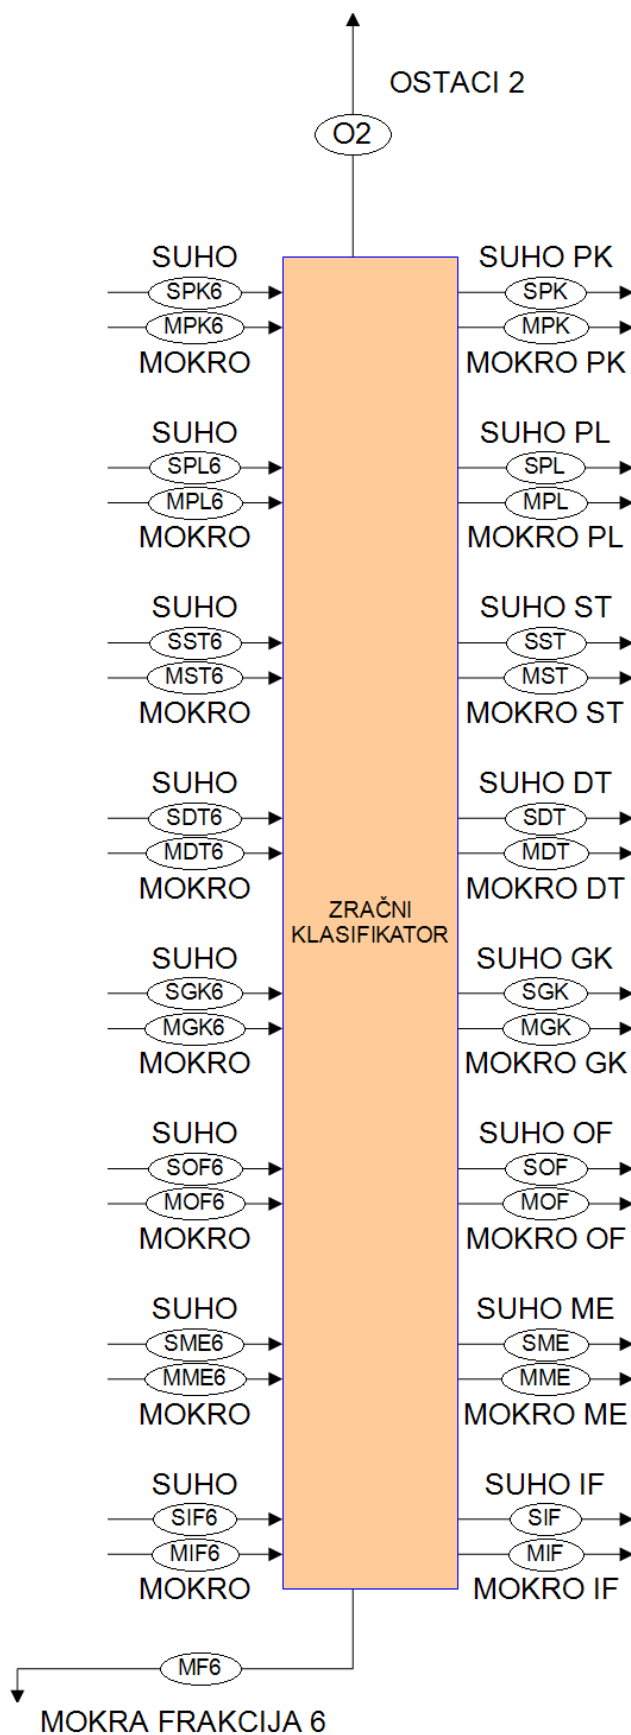 OSTACI 2
O2
SUHO SUHO PK
SPK6 SPK
MPK6 MPK
MOKRO MOKRO PK
SUHO SUHO PL
SPL6 SPL
MPL6 MPL
MOKRO MOKRO PL
SUHO SUHO ST
SST6 SST
MST6 MST
MOKRO MOKRO ST
SUHO SUHO DT
SDT6 SDT
MDT6 MDT
MOKRO MOKRO DT
ZRAČNI
KLASIFIKATOR
SUHO SUHO GK
SGK6 SGK
MGK6 MGK
MOKRO MOKRO GK
SUHO SUHO OF
SOF6 SOF
MOF6 MOF
MOKRO MOKRO OF
SUHO SUHO ME
SME6 SME
MME6 MME
MOKRO MOKRO ME
SUHO SUHO IF
SIF6 SIF
MIF6 MIF
MOKRO MOKRO IF
MF6
MOKRA FRAKCIJA 6